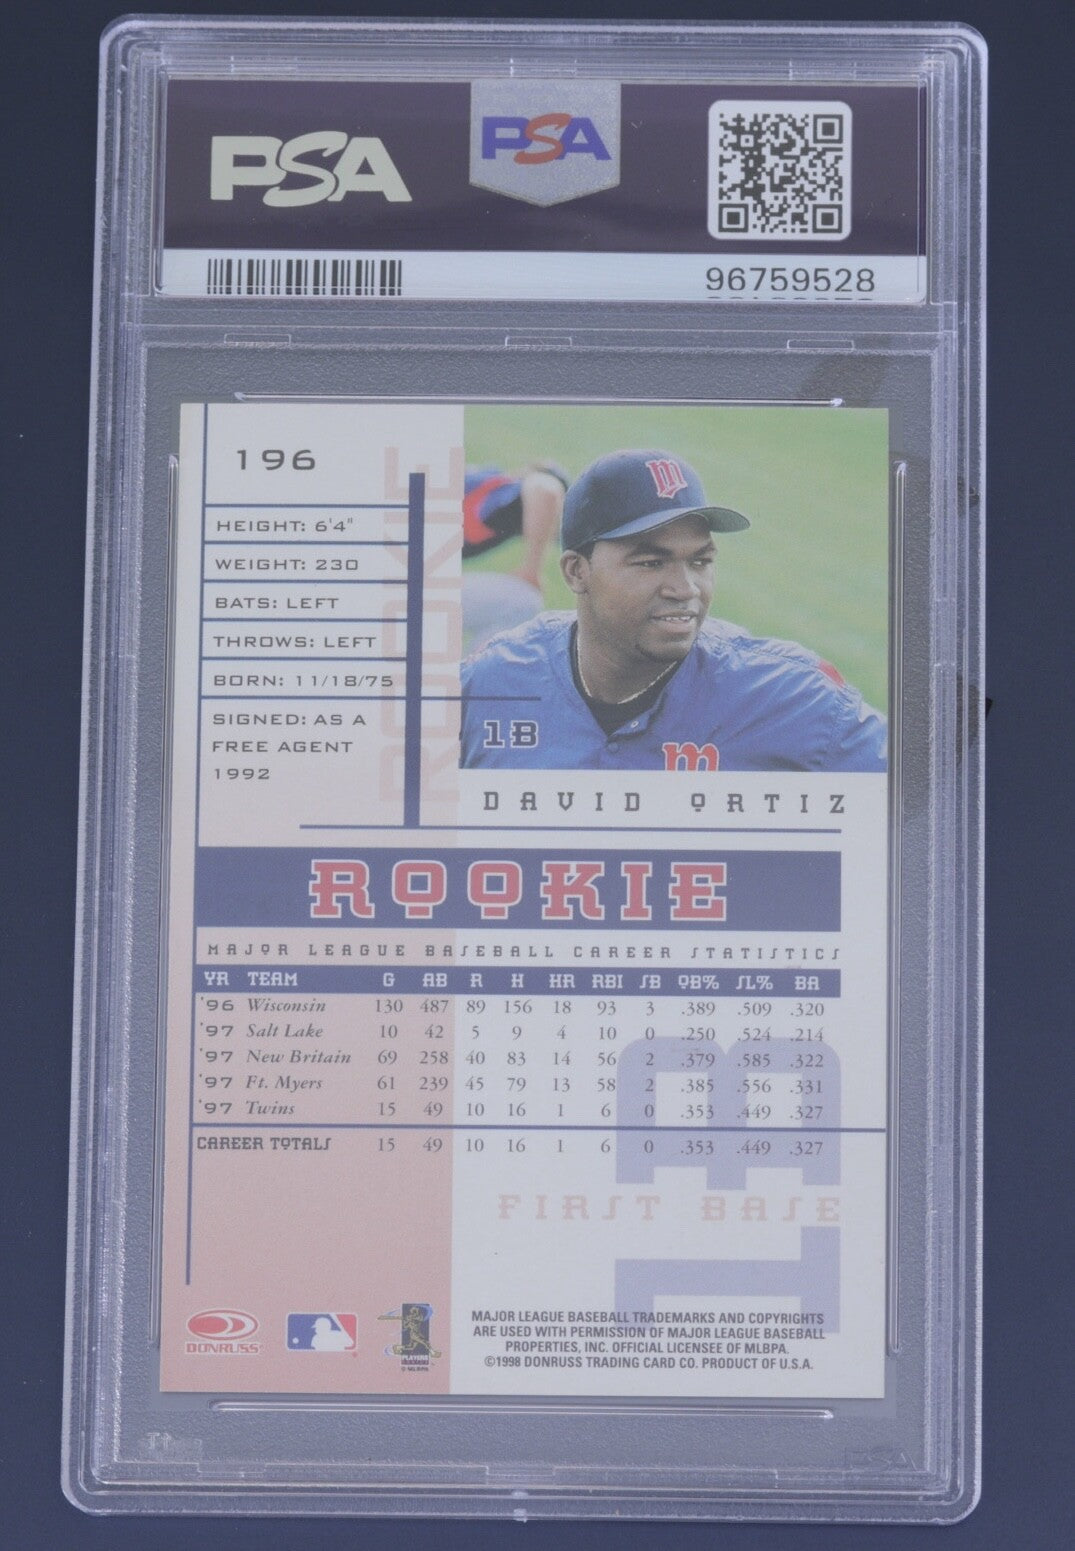 PSA
PSA
96759528
196
HEIGHT: 6'4"
WEIGHT: 230
BATS: LEFT
THROWS: LEFT
BORN: 11/18/75
SIGNED: AS A
FREE AGENT
1992
ROOKIE
1B
DAVID ORTIZ
ROOKIE
MAJOR LEAGUE BASEBALL CAREER STATISTICS
YR TEAM G AB R H HR RBI SB OB% SL% BA
'96 Wisconsin 130 487 89 156 18 93 3 .389 .509 .320
'97 Salt Lake 10 42 5 9 4 10 0 .250 .524 .214
'97 New Britain 69 258 40 83 14 56 2 .379 .585 .322
'97 Ft. Myers 61 239 45 79 13 58 2 .385 .556 .331
'97 Twins 15 49 10 16 1 6 0 .353 .449 .327
CAREER TOTALS 15 49 10 16 1 6 0 .353 .449 .327
1B
FIRST BASE
DONRUSS
MAJOR LEAGUE BASEBALL TRADEMARKS AND COPYRIGHTS
ARE USED WITH PERMISSION OF MAJOR LEAGUE BASEBALL
PROPERTIES, INC. OFFICIAL LICENSEE OF MLBPA.
©1998 DONRUSS TRADING CARD CO. PRODUCT OF U.S.A.